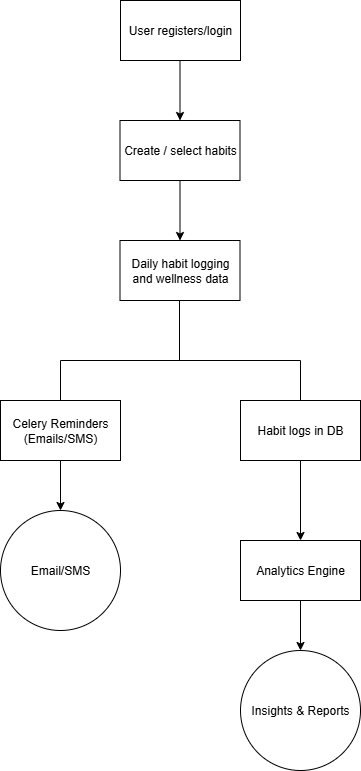 User registers/login
Create / select habits
Daily habit logging
and wellness data
Celery Reminders
(Emails/SMS)
Habit logs in DB
Email/SMS
Analytics Engine
Insights & Reports